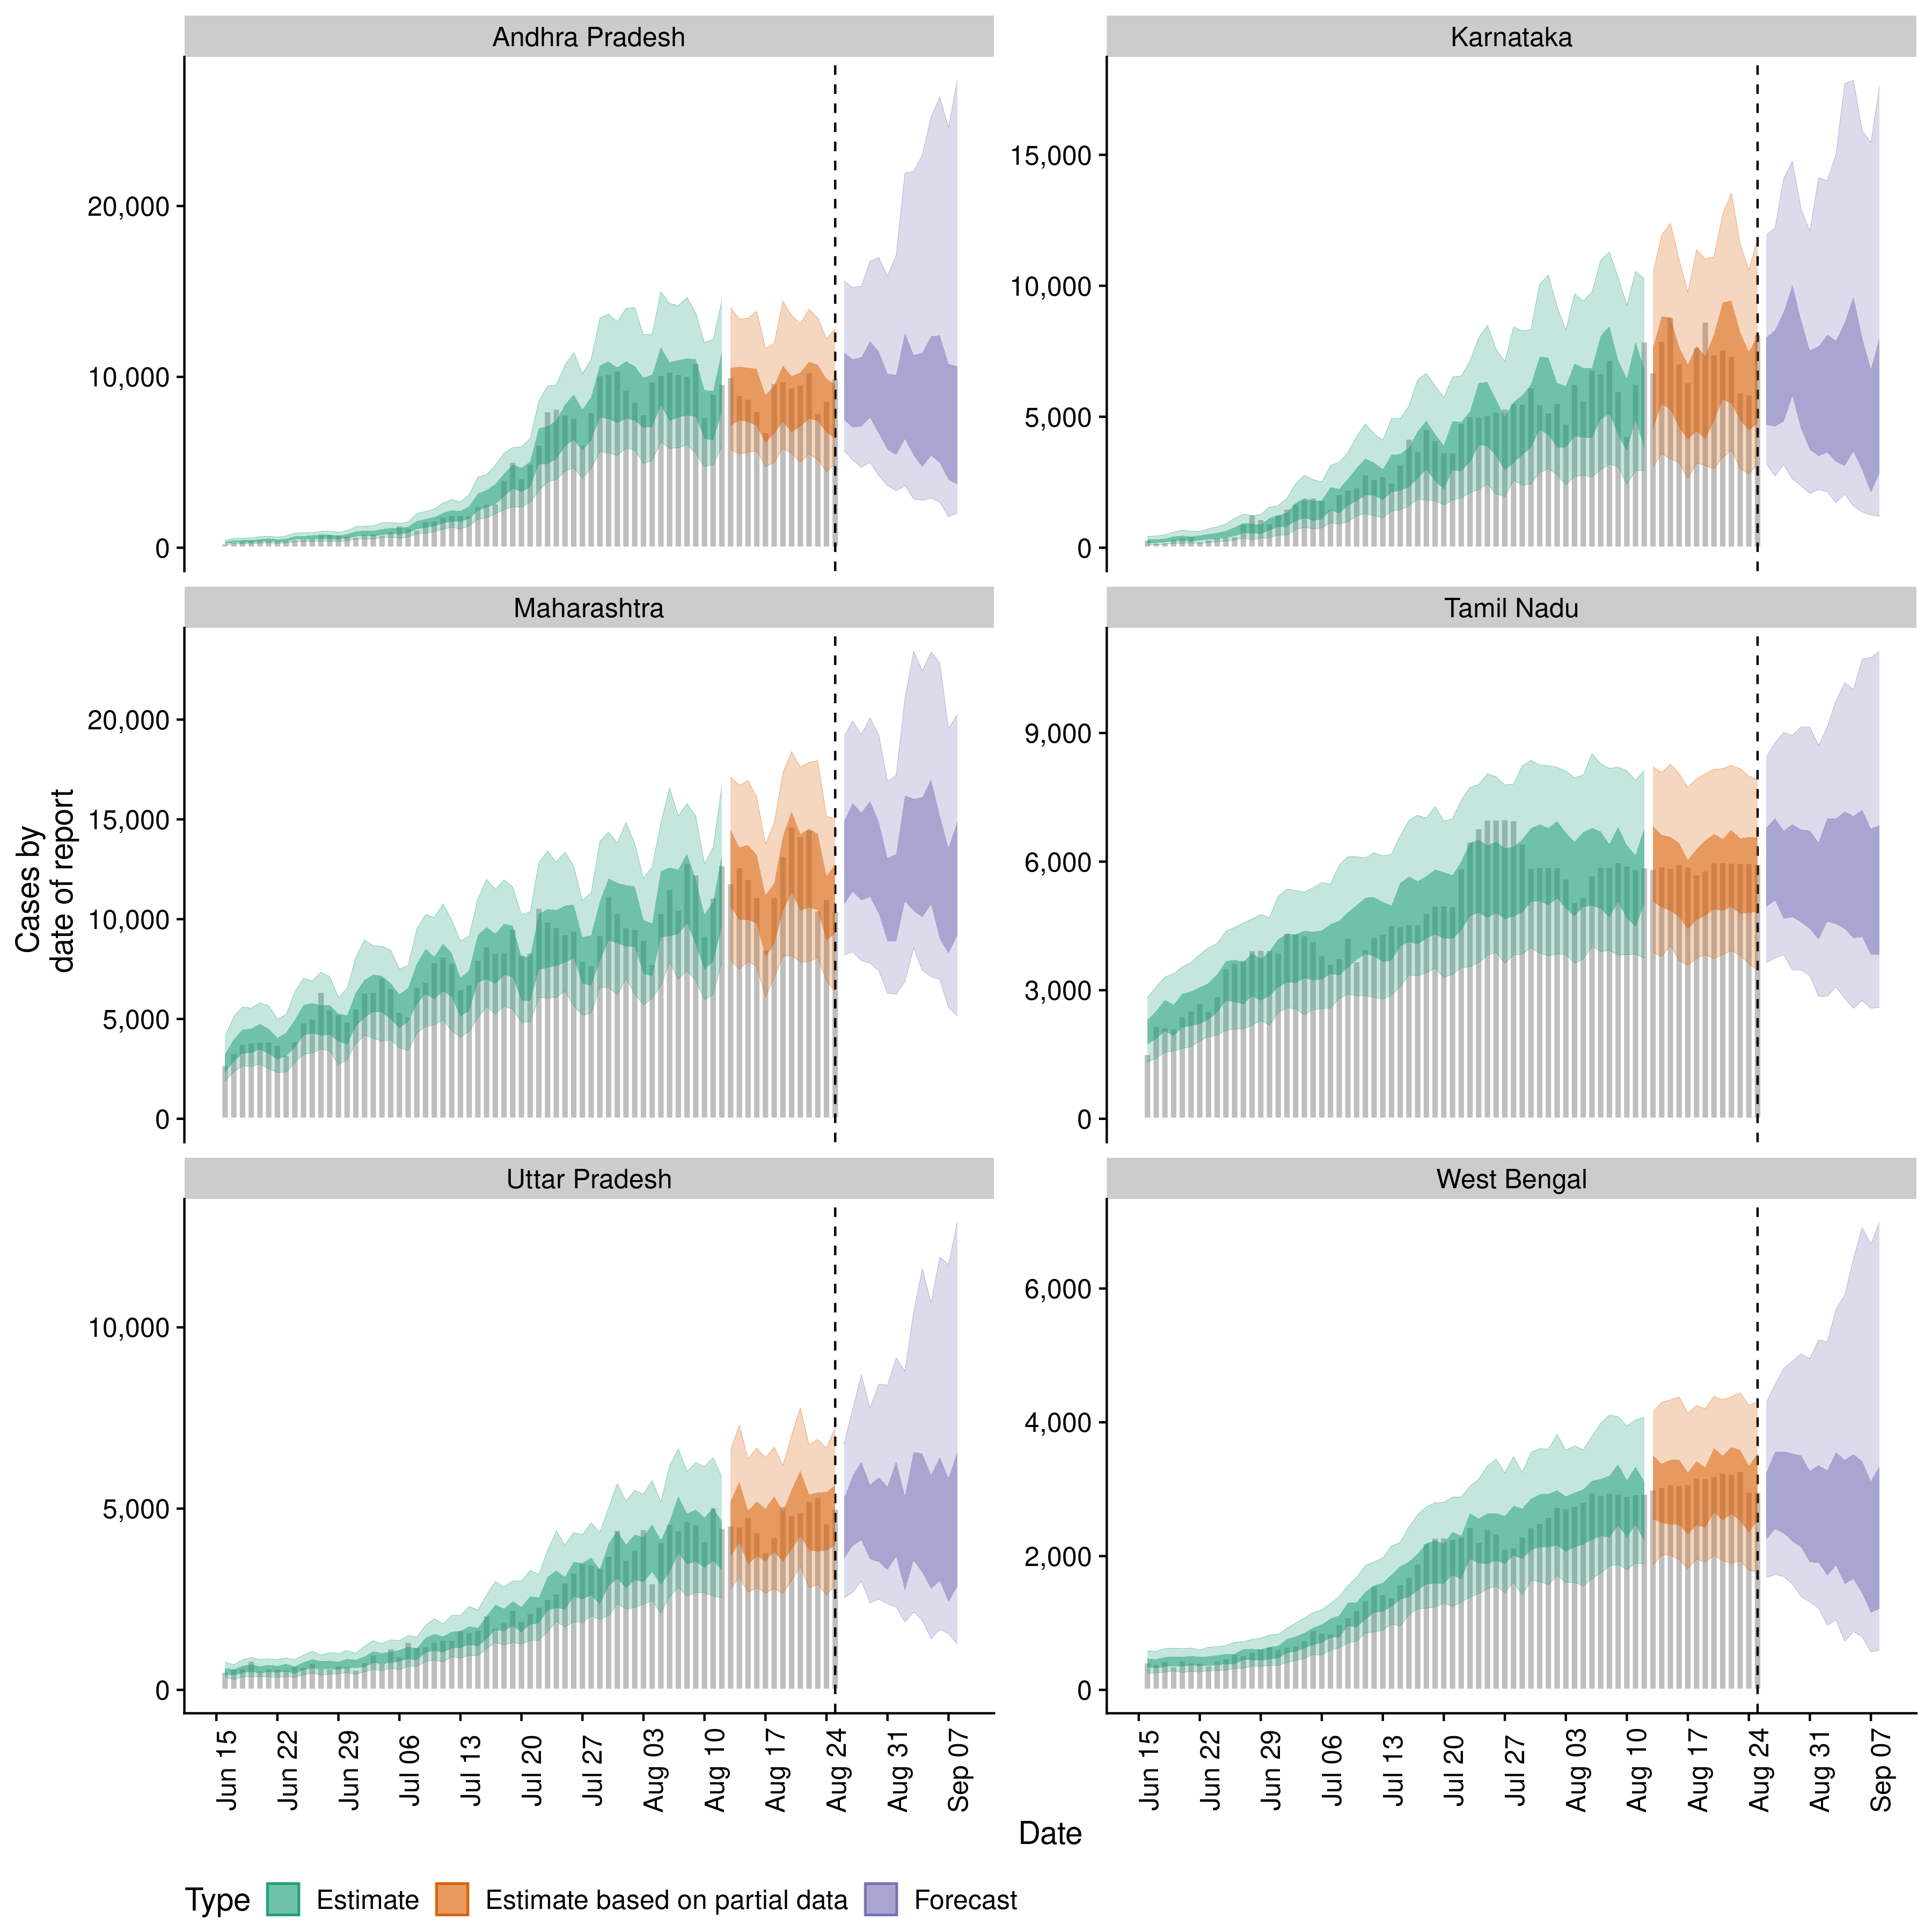 Andhra Pradesh
Karnataka
20,000
10,000
0
15,000
10,000
5,000
0
Maharashtra
Tamil Nadu
20,000
15,000
10,000
5,000
0
9,000
6,000
3,000
0
Uttar Pradesh
West Bengal
10,000
5,000
0
6,000
4,000
2,000
0
Cases by
date of report
Jun 15
Jun 22
Jun 29
Jul 06
Jul 13
Jul 20
Jul 27
Aug 03
Aug 10
Aug 17
Aug 24
Aug 31
Sep 07
Jun 15
Jun 22
Jun 29
Jul 06
Jul 13
Jul 20
Jul 27
Aug 03
Aug 10
Aug 17
Aug 24
Aug 31
Sep 07
Date
Type Estimate Estimate based on partial data Forecast